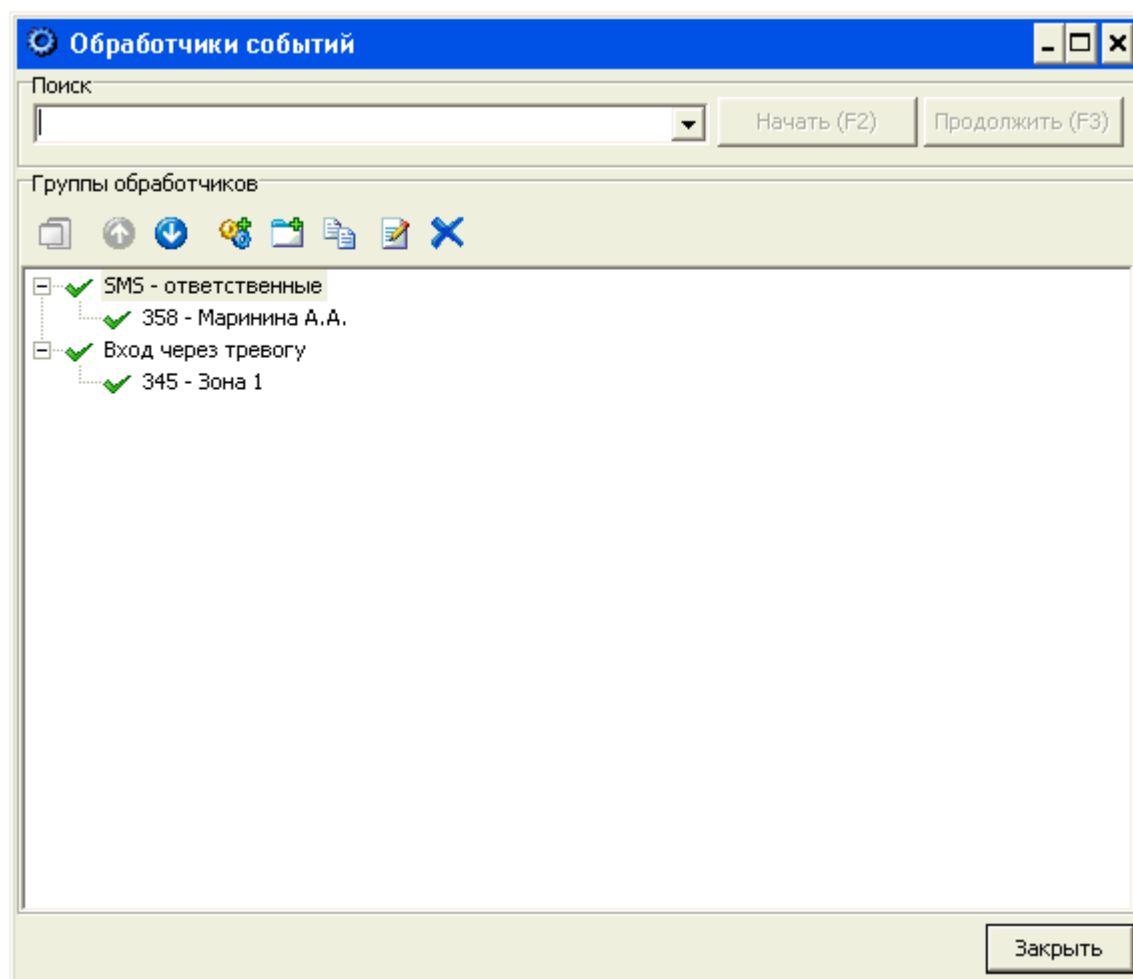 Обработчики событий
Поиск
Начать (F2) Продолжить (F3)
Группы обработчиков
SMS - ответственные
358 - Маринина А.А.
Вход через тревогу
345 - Зона 1
Закрыть